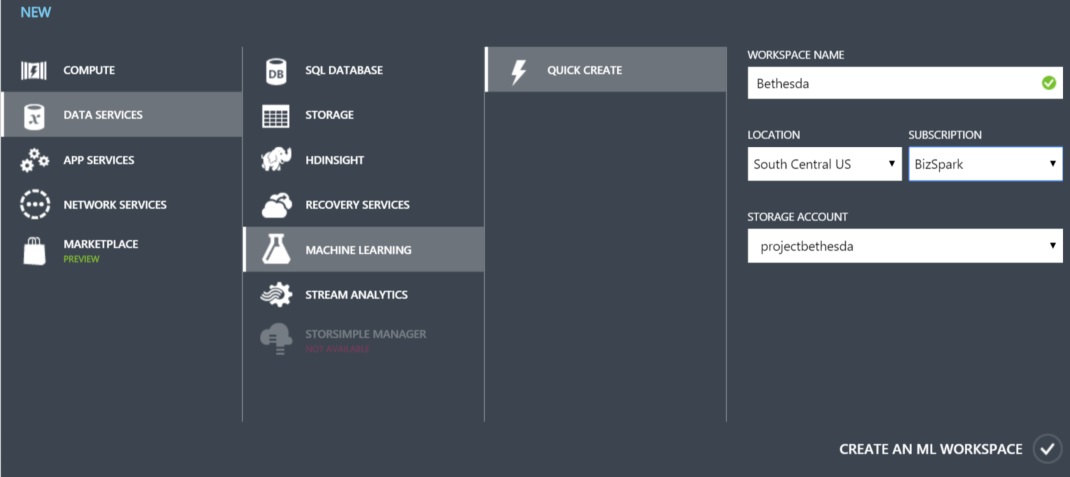 NEW
COMPUTE
DATA SERVICES
APP SERVICES
NETWORK SERVICES
MARKETPLACE
PREVIEW
DB
SQL DATABASE
STORAGE
HDINSIGHT
RECOVERY SERVICES
MACHINE LEARNING
STREAM ANALYTICS
STORSIMPLE MANAGER
NOT AVAILABLE
QUICK CREATE
WORKSPACE NAME
Bethesda
LOCATION
SUBSCRIPTION
South Central US
BizSpark
STORAGE ACCOUNT
projectbethesda
CREATE AN ML WORKSPACE